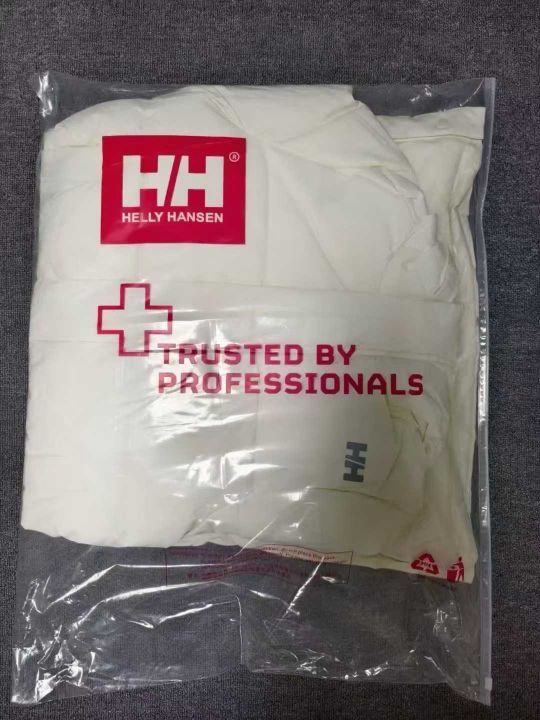 HH®
HELLY HANSEN
TRUSTED BY
PROFESSIONALS
HH